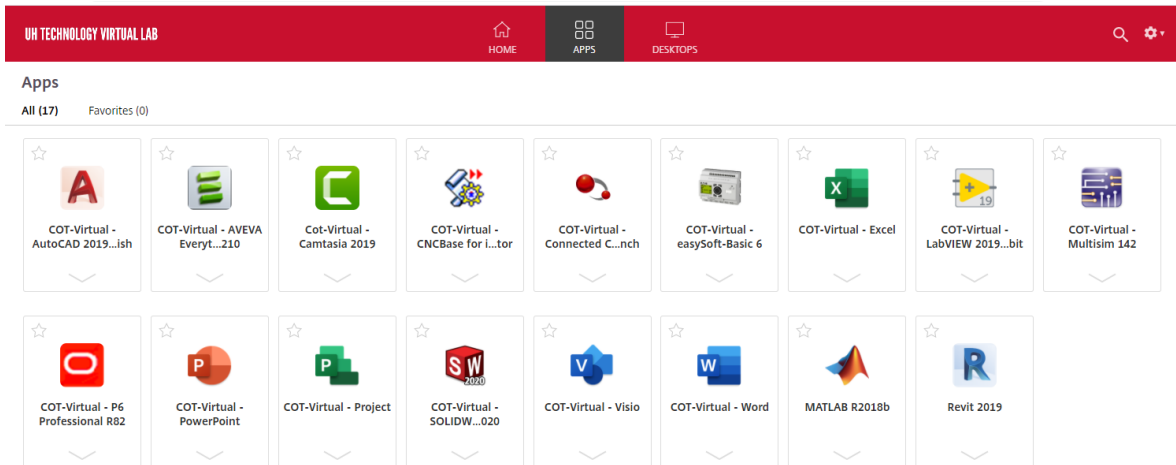 UH TECHNOLOGY VIRTUAL LAB
HOME
APPS
DESKTOPS
Apps
All (17)
Favorites (0)
COT-Virtual -
AutoCAD 2019...ish
COT-Virtual - AVEVA
Everyt...210
Cot-Virtual -
Camtasia 2019
COT-Virtual -
CNCBase for i...tor
COT-Virtual -
Connected C...nch
COT-Virtual -
easySoft-Basic 6
X
COT-Virtual - Excel
19
COT-Virtual -
LabVIEW 2019...bit
COT-Virtual -
Multisim 142
COT-Virtual - P6
Professional R82
P
COT-Virtual -
PowerPoint
P
COT-Virtual - Project
SW
2020
COT-Virtual -
SOLIDW...020
V
COT-Virtual - Visio
W
COT-Virtual - Word
MATLAB R2018b
R
Revit 2019